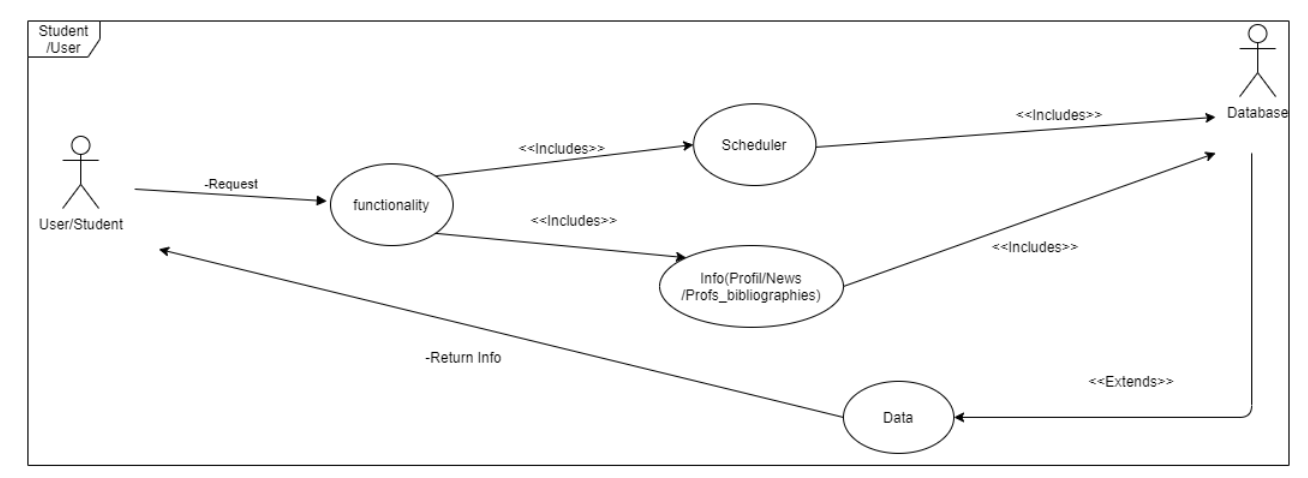 Student
/User
Database
<<Includes>>
<<Includes>>
Scheduler
-Request
functionality
User/Student
<<Includes>>
<<Includes>>
Info(Profil/News
/Profs_bibliographies)
-Return Info
<<Extends>>
Data